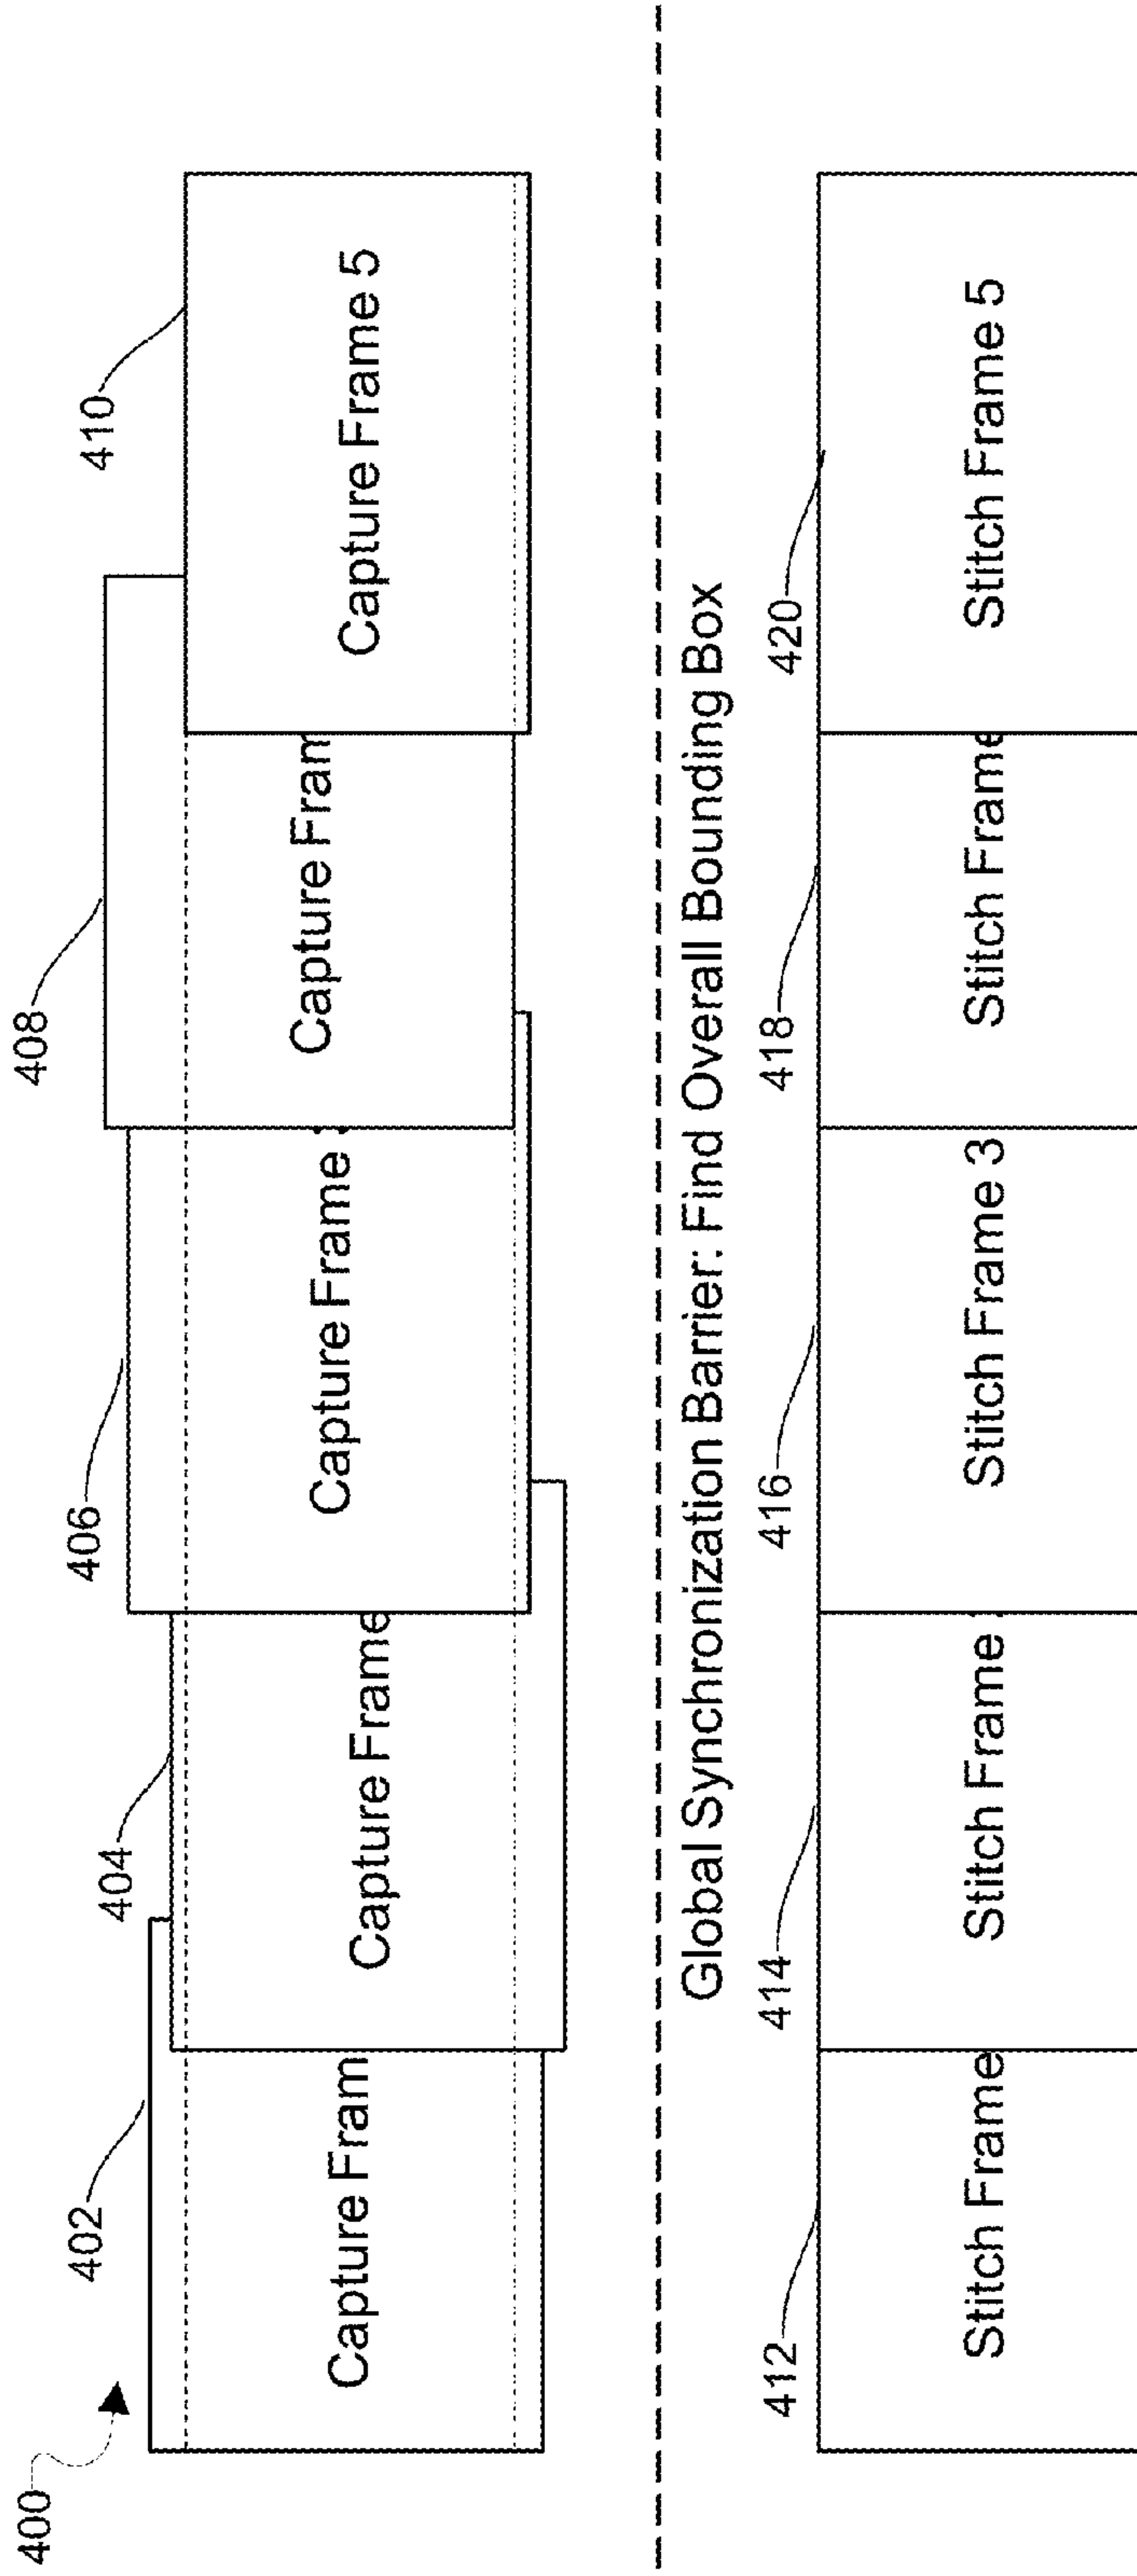 400
402
404
406
408
410
Capture Fram
Capture Frame
Capture Frame
Capture Fram
Capture Frame 5
Global Synchronization Barrier: Find Overall Bounding Box
412
414
416
418
420
Stitch Frame
Stitch Frame
Stitch Frame 3
Stitch Frame
Stitch Frame 5